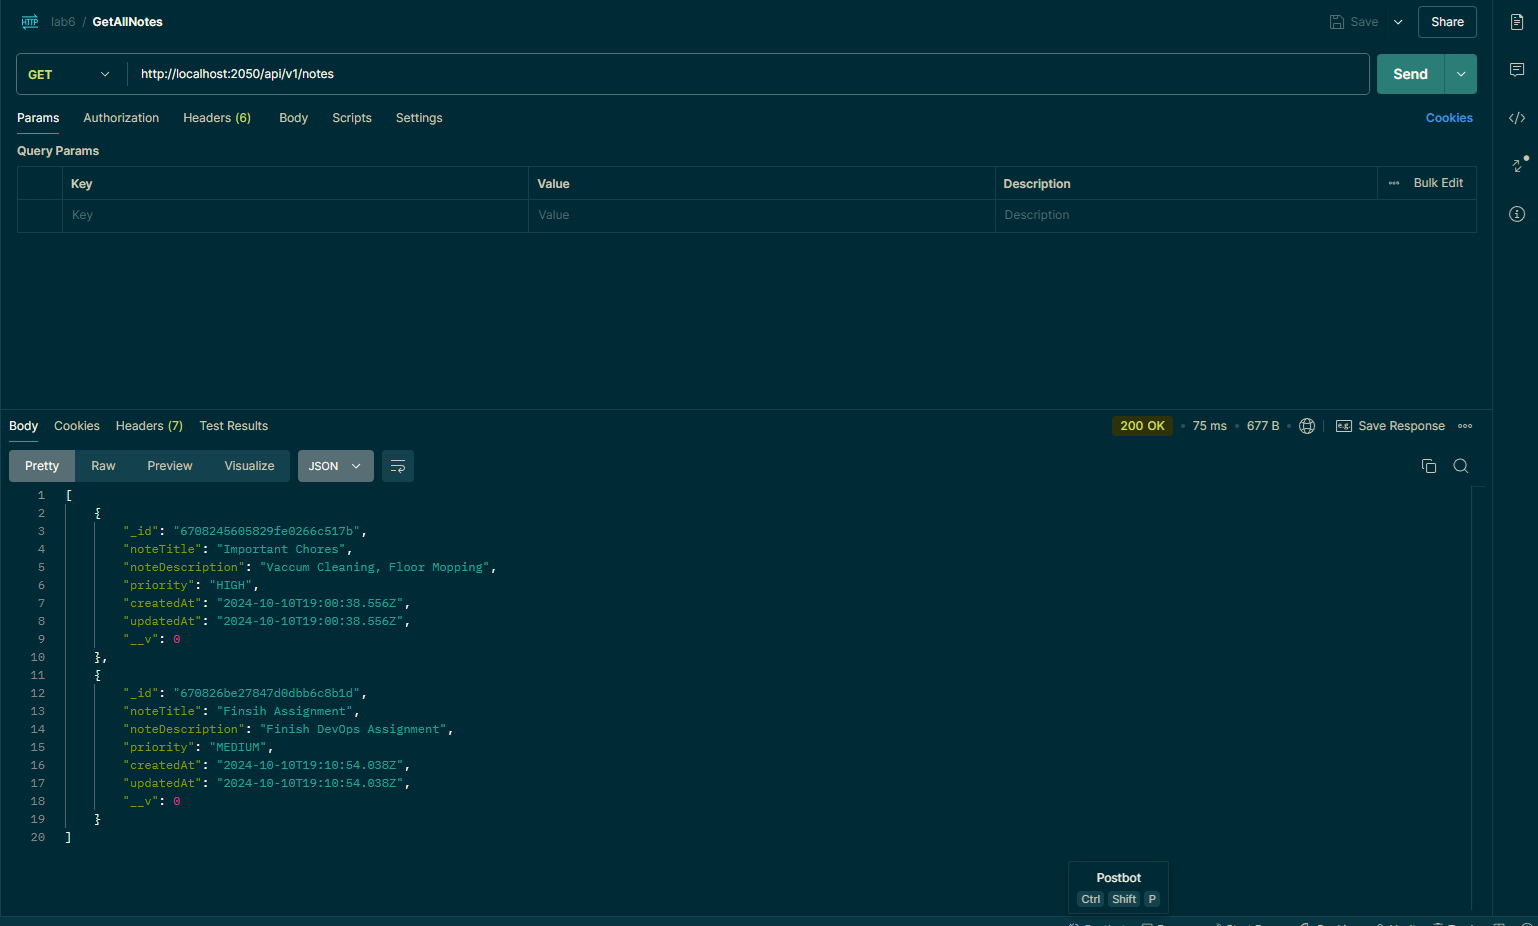 HTTP lab6 / GetAllNotes Save Share
GET http://localhost:2050/api/v1/notes Send
Params Authorization Headers (6) Body Scripts Settings Cookies
Query Params
Key Value Description Bulk Edit
Key Value Description
Body Cookies Headers (7) Test Results 200 OK • 75 ms • 677 B • e.g. Save Response
Pretty Raw Preview Visualize JSON
1 [
2 {
3 "_id": "6708245605829fe0266c517b",
4 "noteTitle": "Important Chores",
5 "noteDescription": "Vaccum Cleaning, Floor Mopping",
6 "priority": "HIGH",
7 "createdAt": "2024-10-10T19:00:38.556Z",
8 "updatedAt": "2024-10-10T19:00:38.556Z",
9 "__v": 0
10 },
11 {
12 "_id": "670826be27847d0dbb6c8b1d",
13 "noteTitle": "Finsih Assignment",
14 "noteDescription": "Finish DevOps Assignment",
15 "priority": "MEDIUM",
16 "createdAt": "2024-10-10T19:10:54.038Z",
17 "updatedAt": "2024-10-10T19:10:54.038Z",
18 "__v": 0
19 }
20 ]
Postbot
Ctrl Shift P